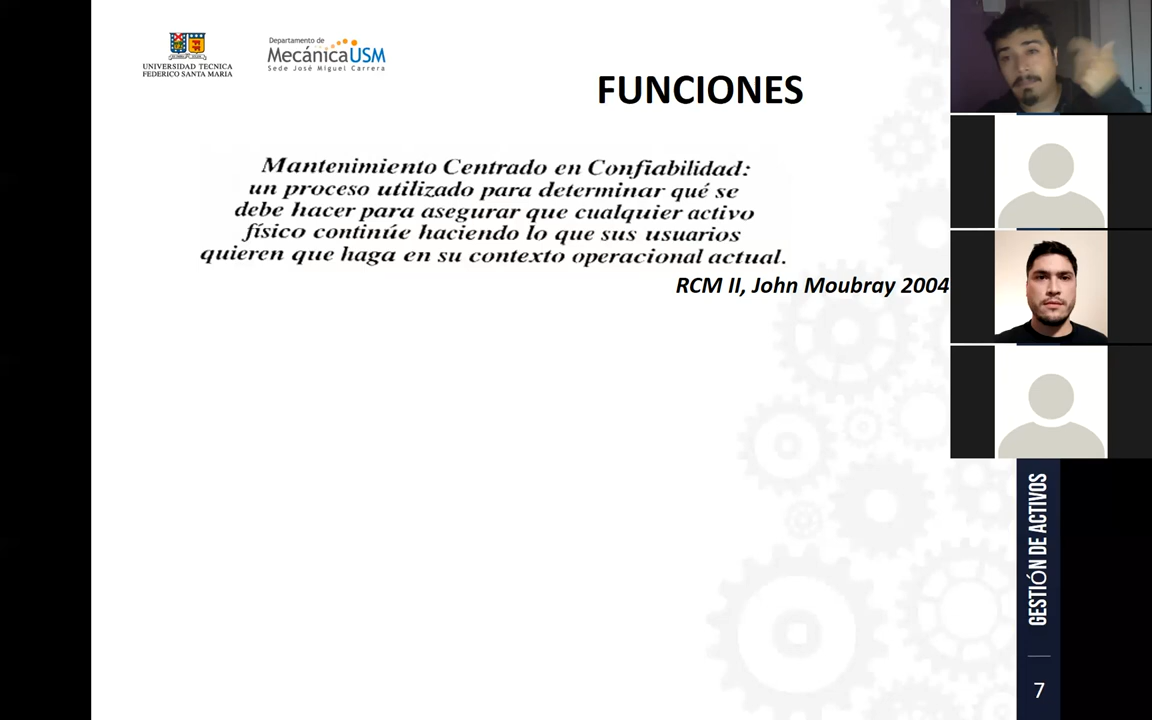 UNIVERSIDAD TECNICA
FEDERICO SANTA MARIA
Departamento de
MecánicaUSM
Sede José Miguel Carrera
FUNCIONES
Mantenimiento Centrado en Confiabilidad:
un proceso utilizado para determinar qué se
debe hacer para asegurar que cualquier activo
físico continúe haciendo lo que sus usuarios
quieren que haga en su contexto operacional actual.
RCM II, John Moubray 2004
GESTIÓN DE ACTIVOS
7